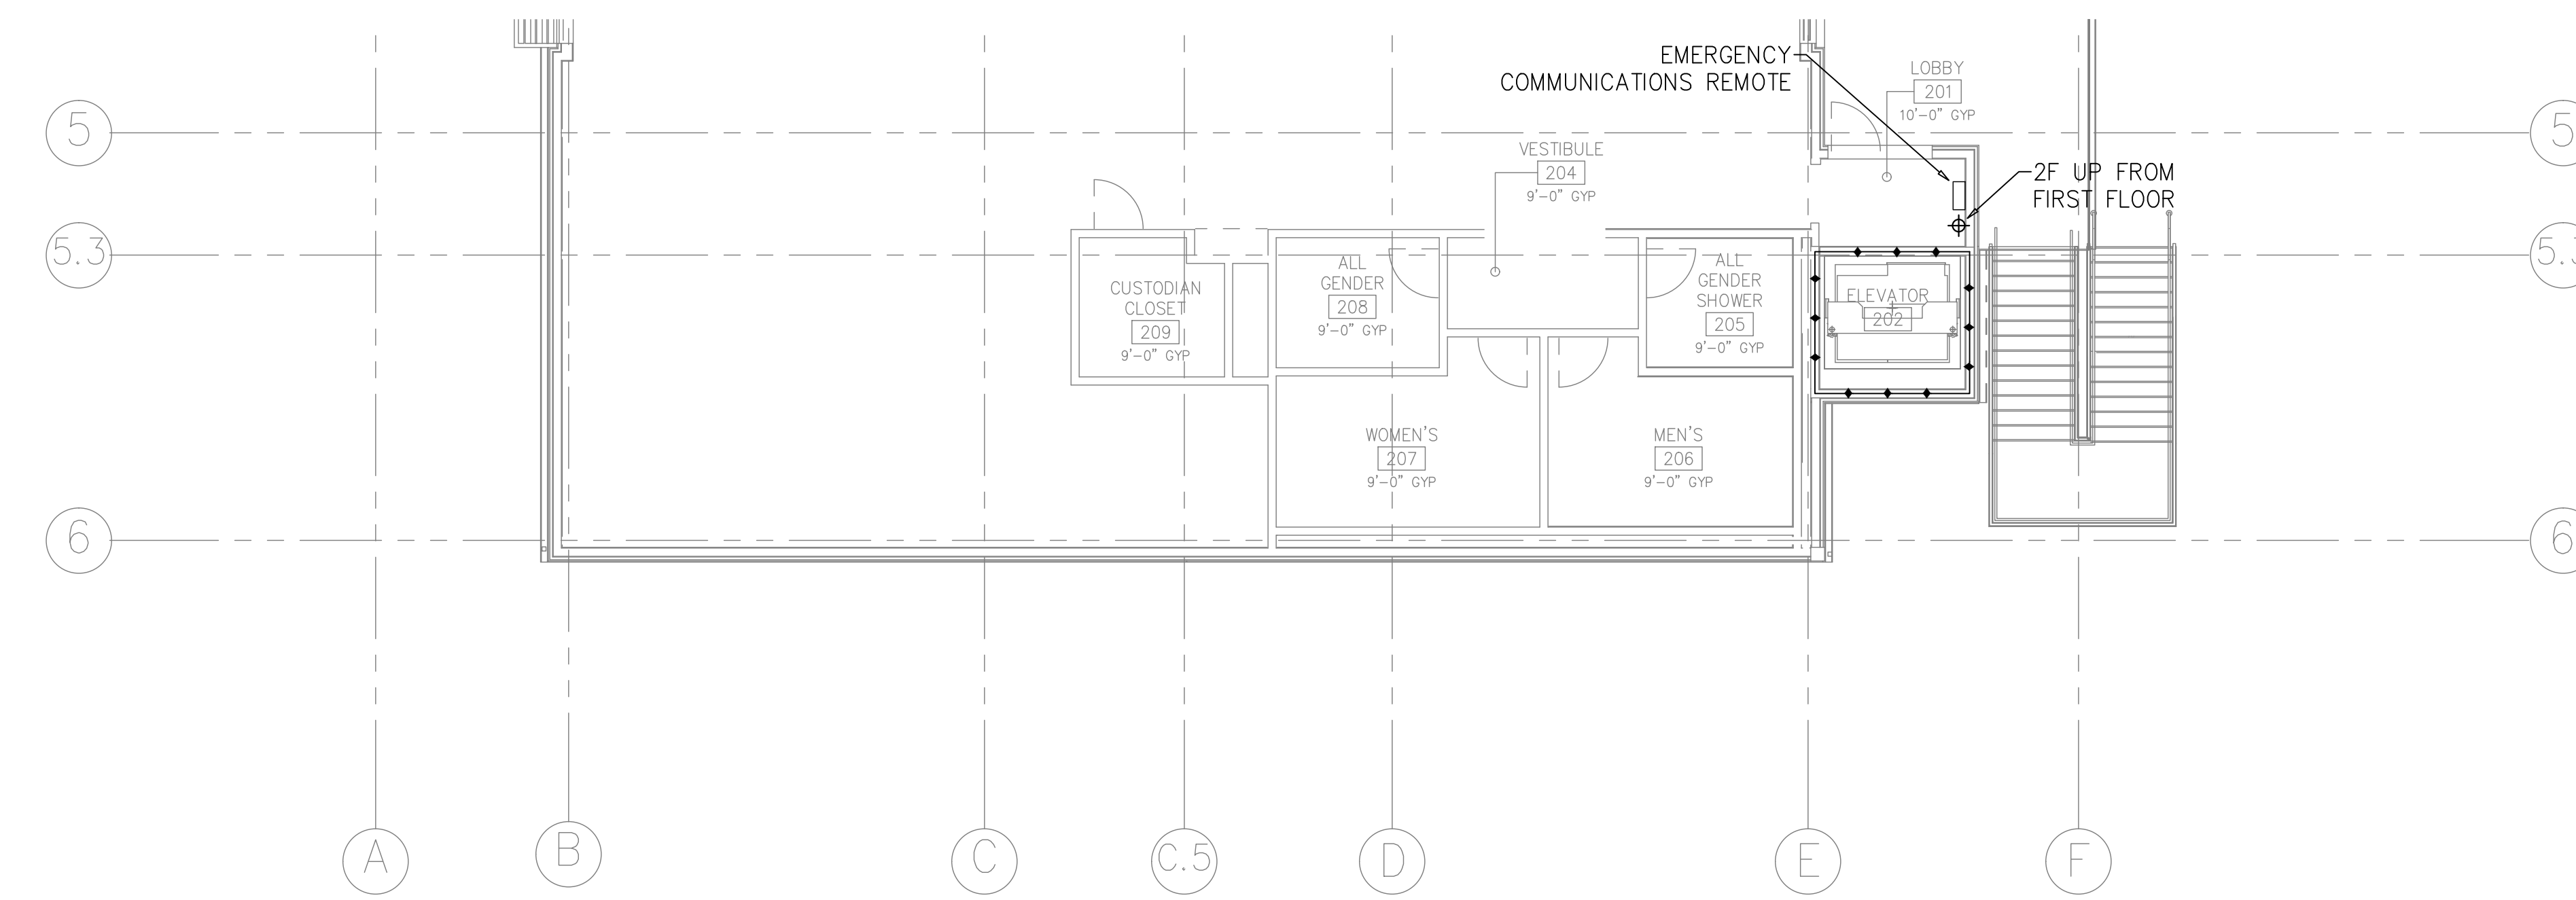 EMERGENCY
COMMUNICATIONS REMOTE
LOBBY
201
10'-0" GYP
5
5
VESTIBULE
204
9'-0" GYP
2F UP FROM
FIRST FLOOR
5.3
5.3
CUSTODIAN
CLOSET
209
9'-0" GYP
ALL
GENDER
208
9'-0" GYP
ALL
GENDER
SHOWER
205
9'-0" GYP
ELEVATOR
202
WOMEN'S
207
9'-0" GYP
MEN'S
206
9'-0" GYP
6
6
A
B
C
C.5
D
E
F